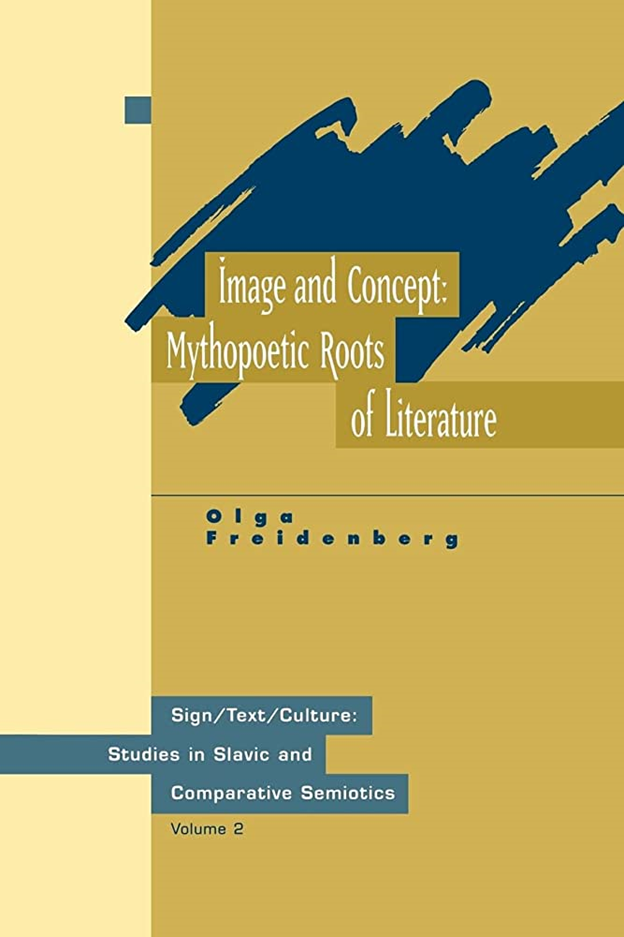 Image and Concept:
Mythopoetic Roots
of Literature
Olga
Freidenberg
Sign/Text/Culture:
Studies in Slavic and
Comparative Semiotics
Volume 2